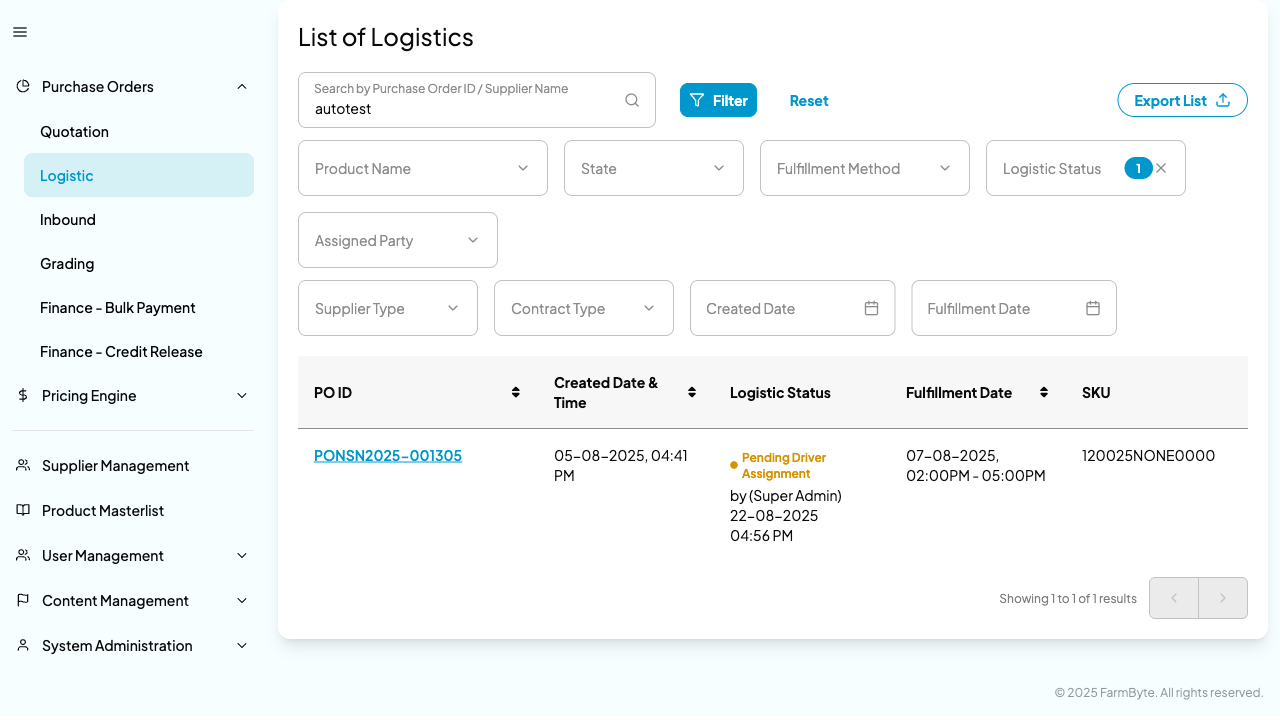 List of Logistics
Purchase Orders
Quotation
Logistic
Inbound
Grading
Finance - Bulk Payment
Finance - Credit Release
Pricing Engine
Supplier Management
Product Masterlist
User Management
Content Management
System Administration
Search by Purchase Order ID / Supplier Name
autotest
Filter
Reset
Export List
Product Name
State
Fulfillment Method
Logistic Status
1
Assigned Party
Supplier Type
Contract Type
Created Date
Fulfillment Date
PO ID
Created Date &
Time
Logistic Status
Fulfillment Date
SKU
PONSN2025-001305
05-08-2025, 04:41
PM
Pending Driver
Assignment
by (Super Admin)
22-08-2025
04:56 PM
07-08-2025,
02:00PM - 05:00PM
120025NONE0000
Showing 1 to 1 of 1 results
© 2025 FarmByte. All rights reserved.